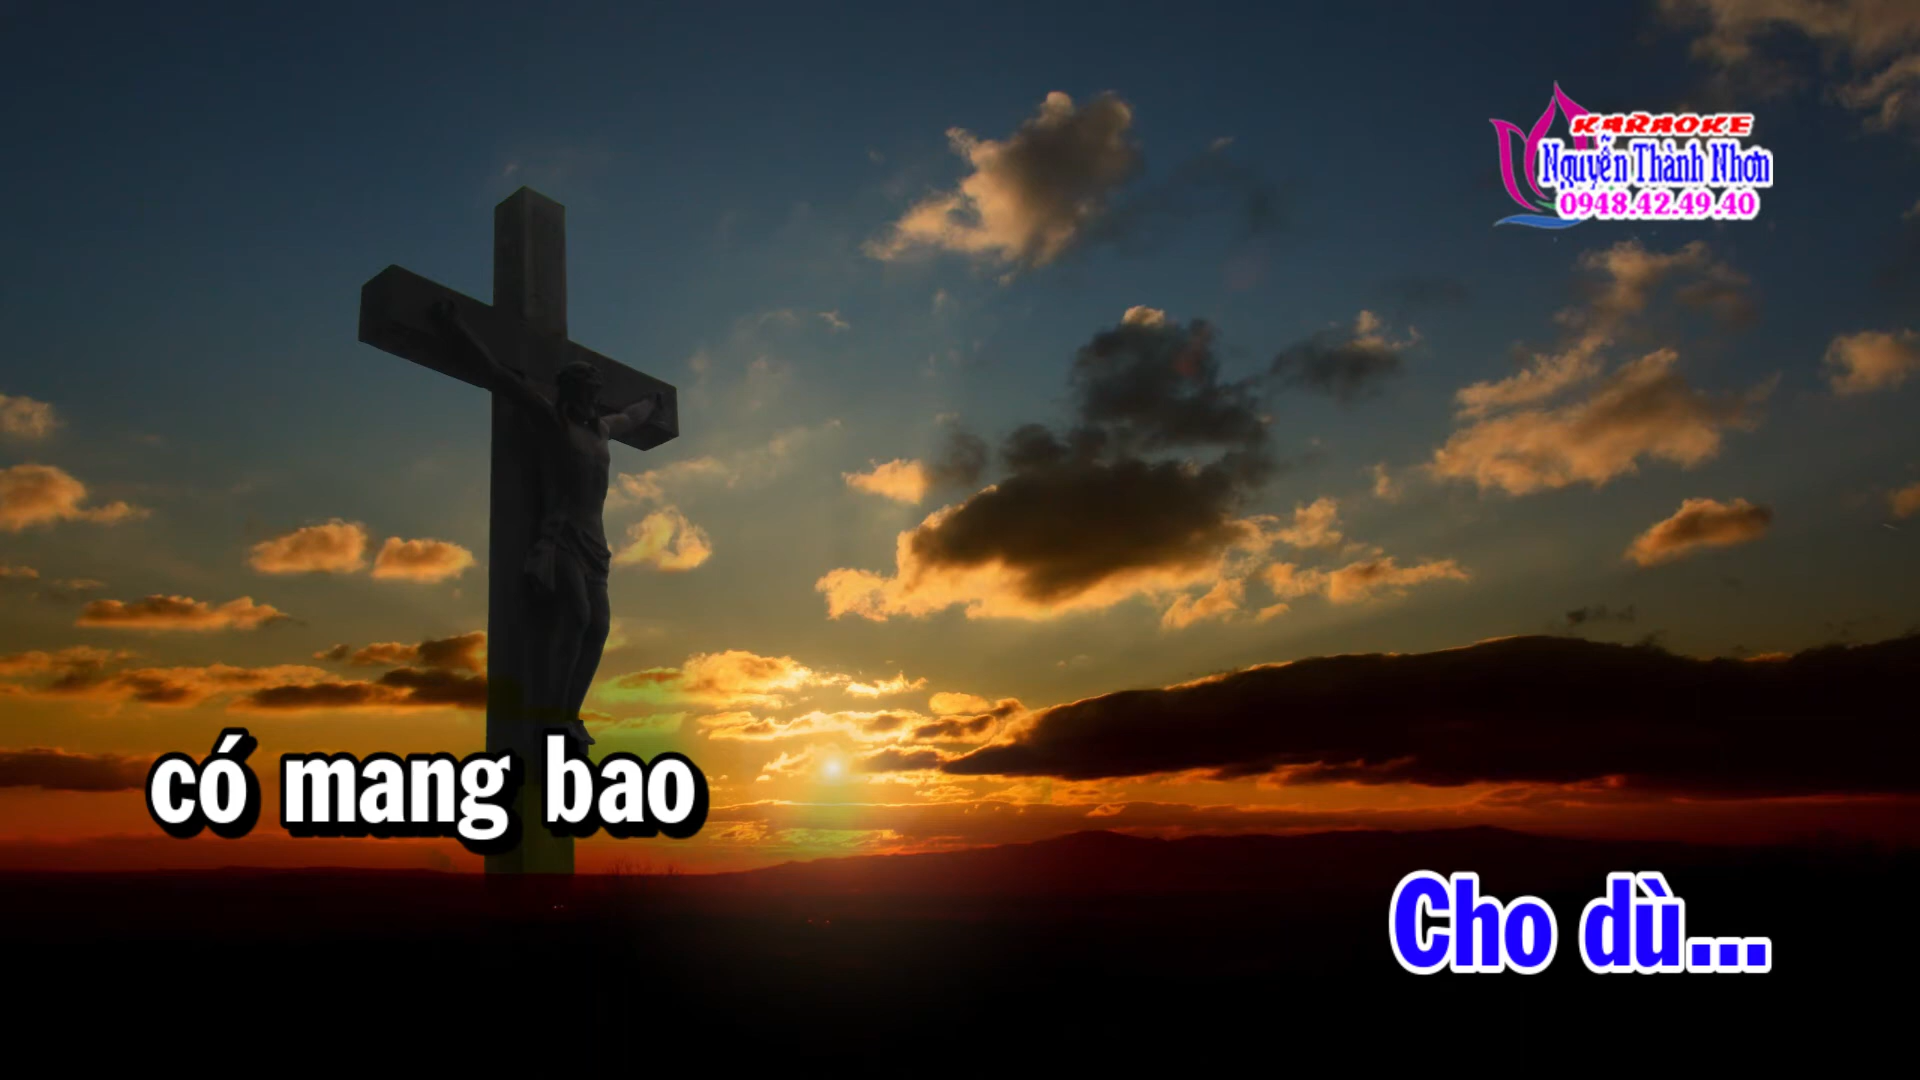 KARAOKE
Nguyễn Thành Nhơn
0948.42.49.40
có mang bao
Cho dù...